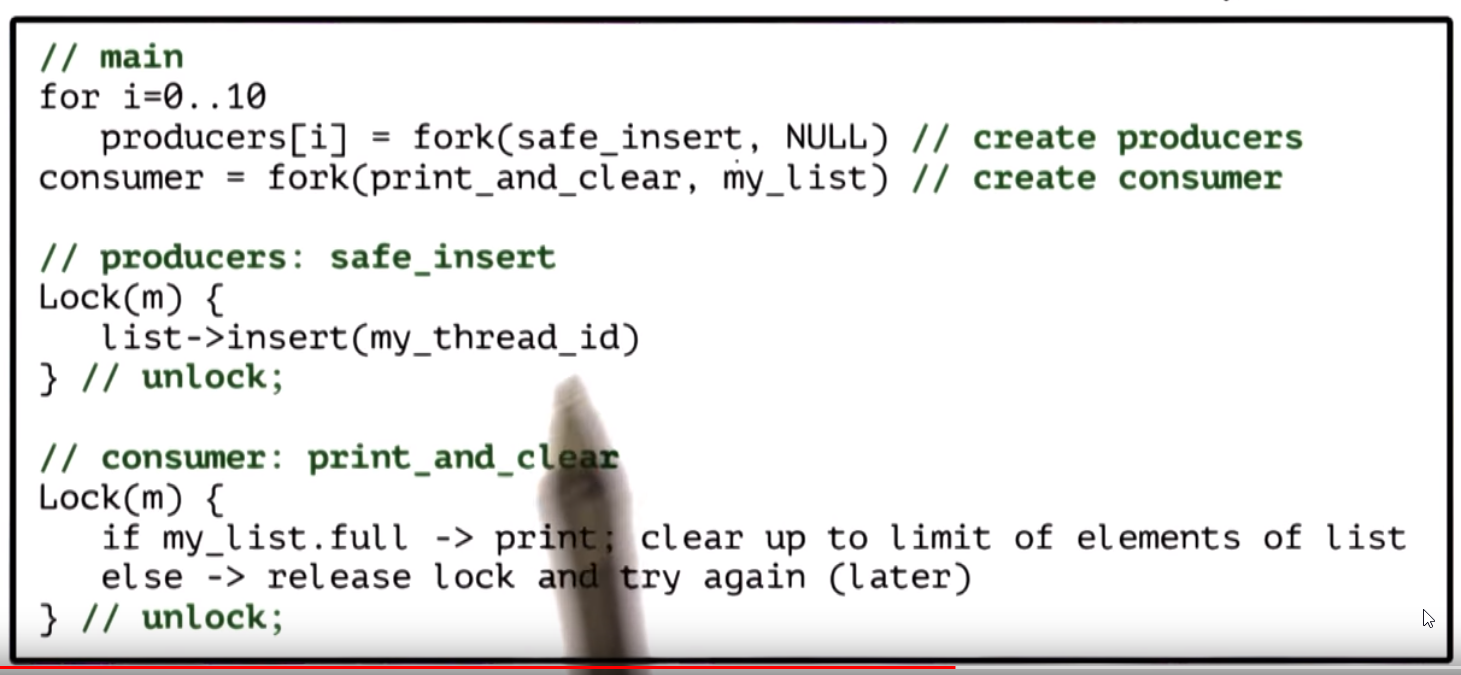 // main
for i=0..10
   producers[i] = fork(safe_insert, NULL) // create producers
consumer = fork(print_and_clear, my_list) // create consumer
// producers: safe_insert
Lock(m) {
   list->insert(my_thread_id)
} // unlock;
// consumer: print_and_clear
Lock(m) {
   if my_list.full -> print; clear up to limit of elements of list
   else -> release lock and try again (later)
} // unlock;